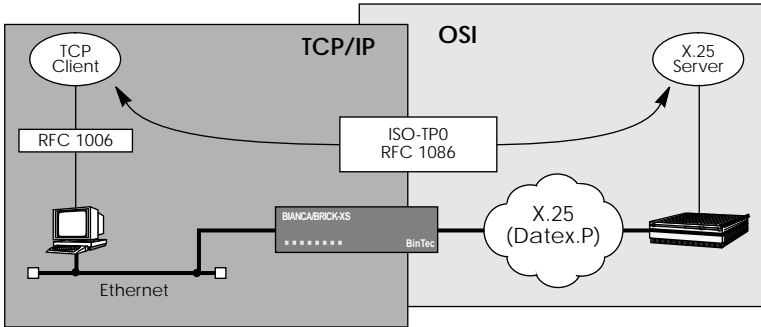 TCP/IP
OSI
TCP
Client
X.25
Server
RFC 1006
ISO-TP0
RFC 1086
BIANCA/BRICK-XS
BinTec
X.25
(Datex.P)
Ethernet